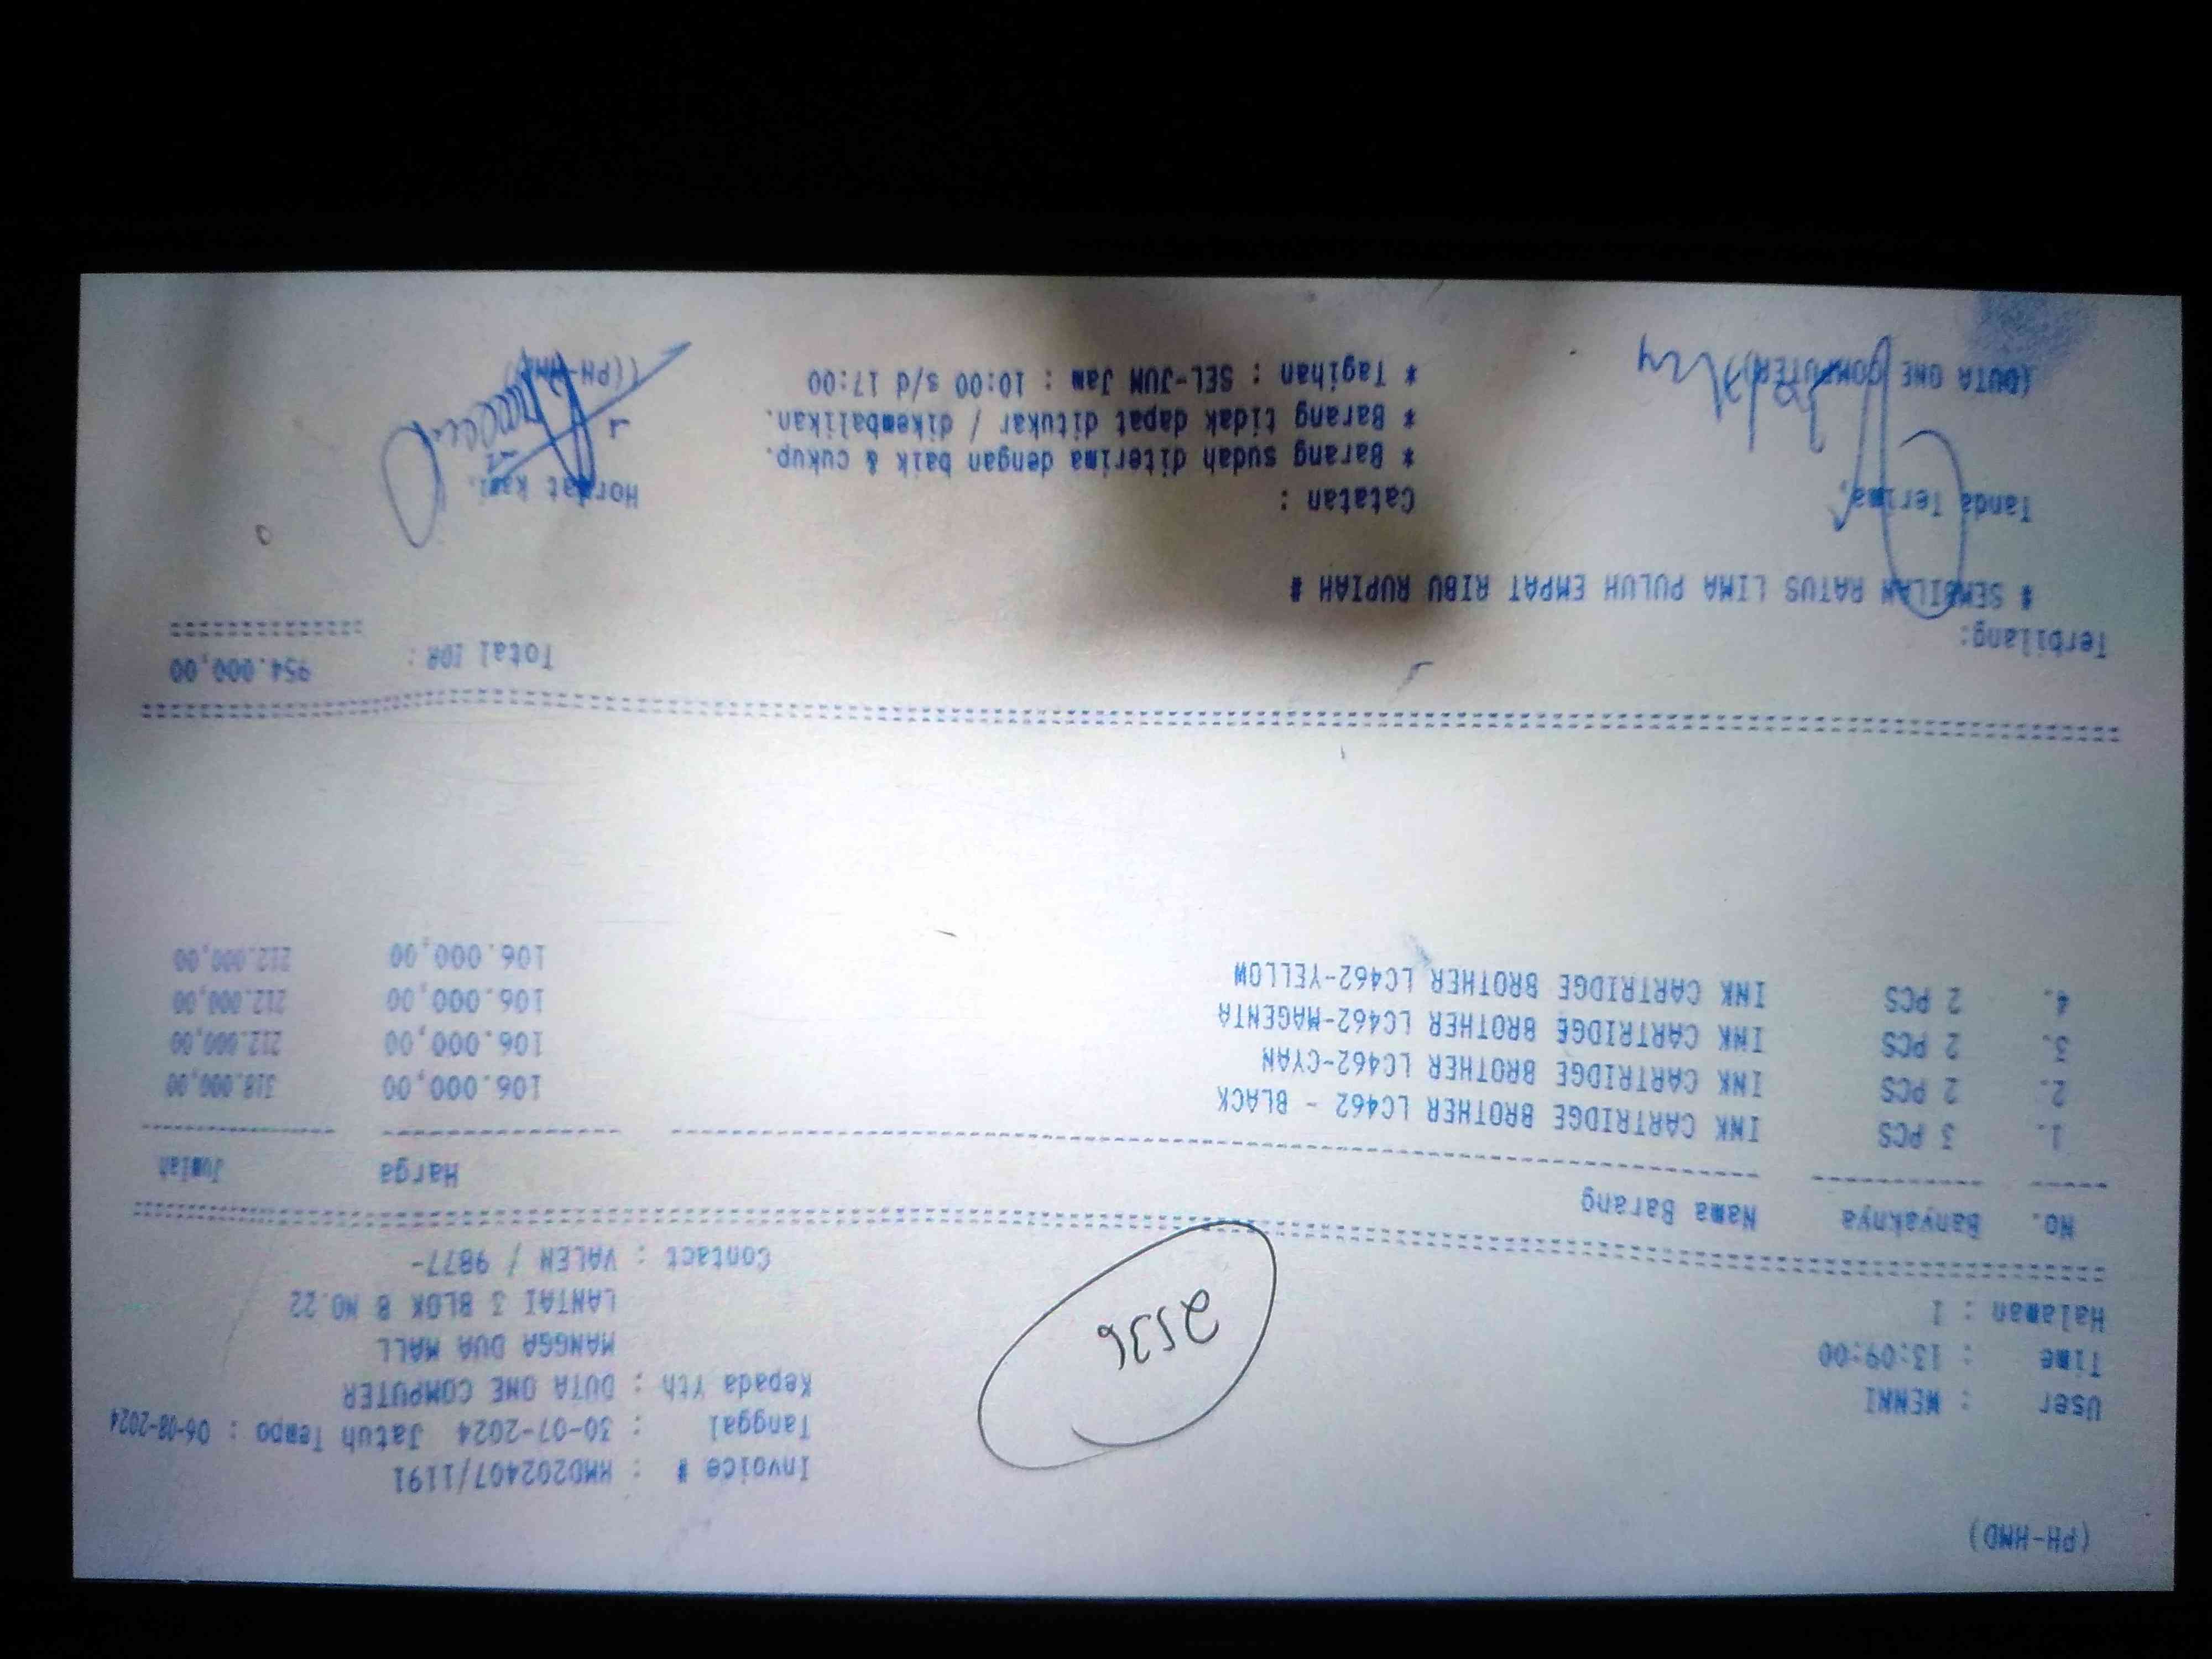 (PH-HMD)
Invoice # : HMD202407/1191
Tanggal : 30-07-2024 Jatuh Tempo : 06-08-2024
User : WENNI
Kepada Yth : DUTA ONE COMPUTER
Time : 13:09:00
MANGGA DUA MALL
Halaman : 1
LANTAI 3 BLOK B NO.22
Contact : VALEN / 9877-
2536
NO. Banyaknya Nama Barang Harga Jumlah
1. 3 PCS INK CARTRIDGE BROTHER LC462 - BLACK 106.000,00 318.000,00
2. 2 PCS INK CARTRIDGE BROTHER LC462-CYAN 106.000,00 212.000,00
3. 2 PCS INK CARTRIDGE BROTHER LC462-MAGENTA 106.000,00 212.000,00
4. 2 PCS INK CARTRIDGE BROTHER LC462-YELLOW 106.000,00 212.000,00
Terbilang: Total IDR : 954.000,00
# SEMBILAN RATUS LIMA PULUH EMPAT RIBU RUPIAH #
Tanda Terima, Catatan : Hormat kami,
* Barang sudah diterima dengan baik & cukup.
* Barang tidak dapat ditukar / dikembalikan.
* Tagihan : SEL-JUM Jam : 10:00 s/d 17:00
(DUTA ONE COMPUTER) (PH-HMD)